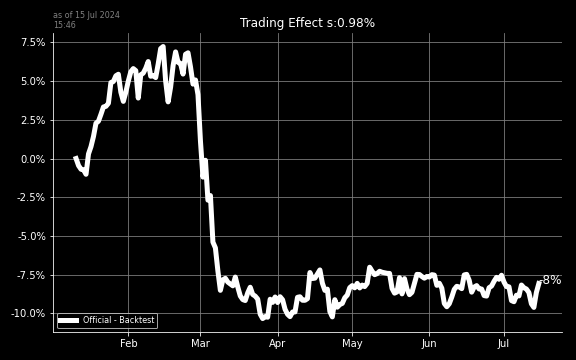 as of 15 Jul 2024
15:46
Trading Effect s:0.98%
7.5%
5.0%
2.5%
0.0%
-2.5%
-5.0%
-7.5%
-10.0%
-8%
Official - Backtest
Feb Mar Apr May Jun Jul